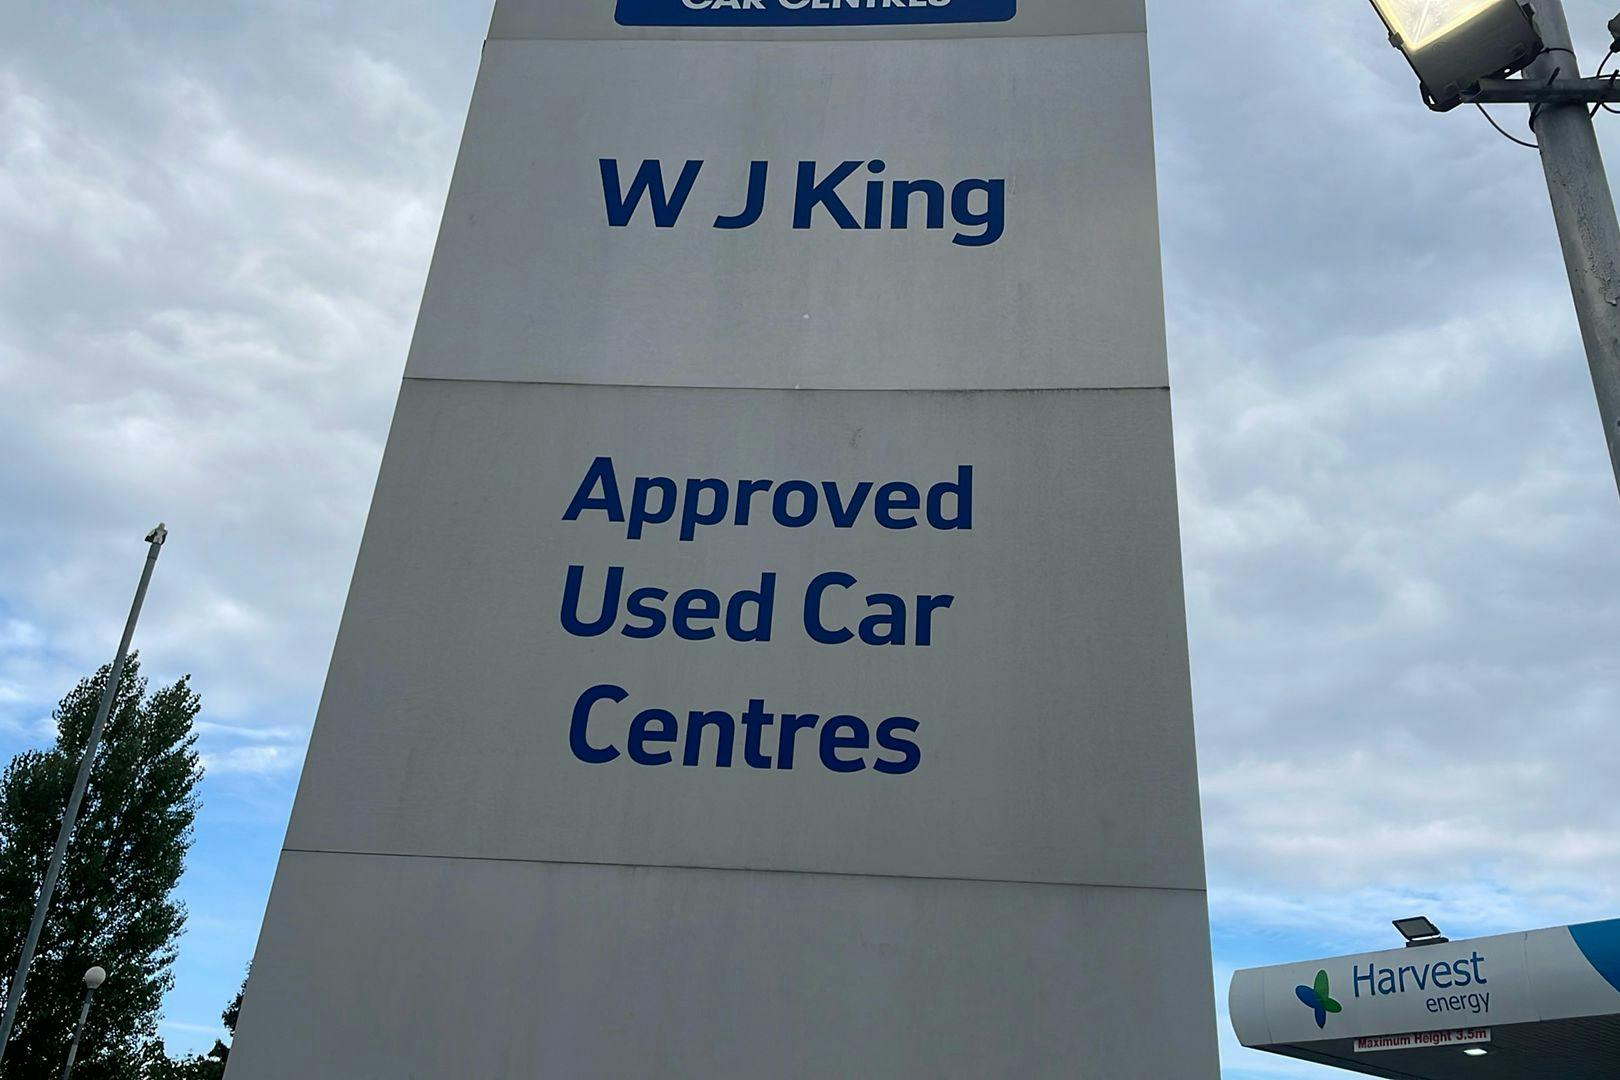 CAR CENTRES
W J King
Approved
Used Car
Centres
Harvest
energy
Maximum Height 3.5m